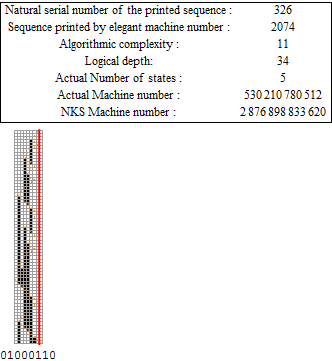 Natural serial number of the printed sequence : 326
Sequence printed by elegant machine number : 2074
Algorithmic complexity : 11
Logical depth: 34
Actual Number of states : 5
Actual Machine number : 530 210 780 512
NKS Machine number : 2 876 898 833 620
01000110